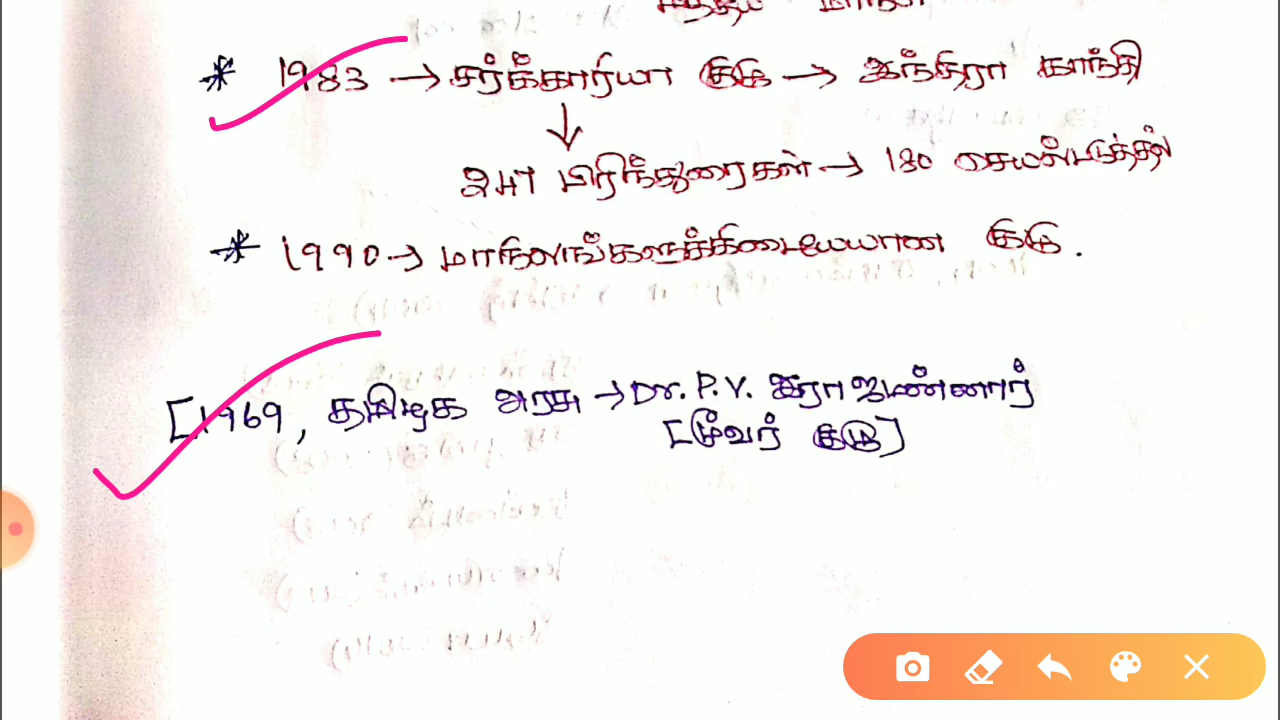 * 1983 → சர்க்காரியா குழு → இந்திரா காந்தி
↓
247 பரிந்துரைகள் → 180 செயல்படுத்தல்
* 1990 → மாநிலங்களுக்கிடையேயான குழு.
[1969, தமிழக அரசு → Dr. P.V. இராஜமன்னார்
[மூவர் குழு]